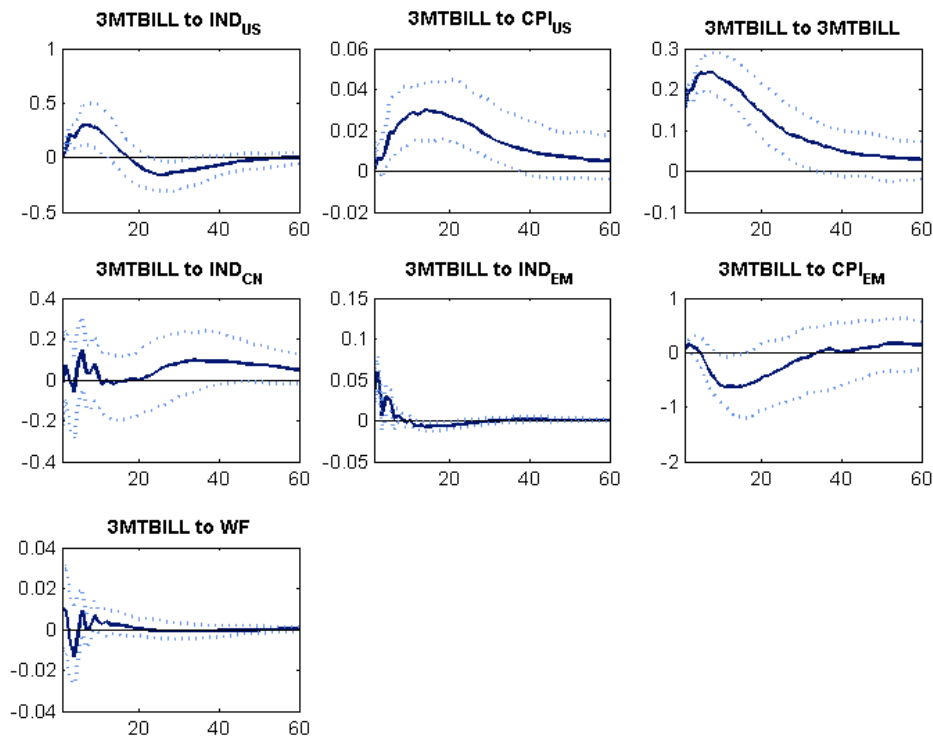 3MTBILL to IND_US
1
0.5
0
-0.5
20 40 60
3MTBILL to CPI_US
0.06
0.04
0.02
0
-0.02
20 40 60
3MTBILL to 3MTBILL
0.3
0.2
0.1
0
-0.1
20 40 60
3MTBILL to IND_CN
0.4
0.2
0
-0.2
-0.4
20 40 60
3MTBILL to IND_EM
0.15
0.1
0.05
0
-0.05
20 40 60
3MTBILL to CPI_EM
1
0
-1
-2
20 40 60
3MTBILL to WF
0.04
0.02
0
-0.02
-0.04
20 40 60